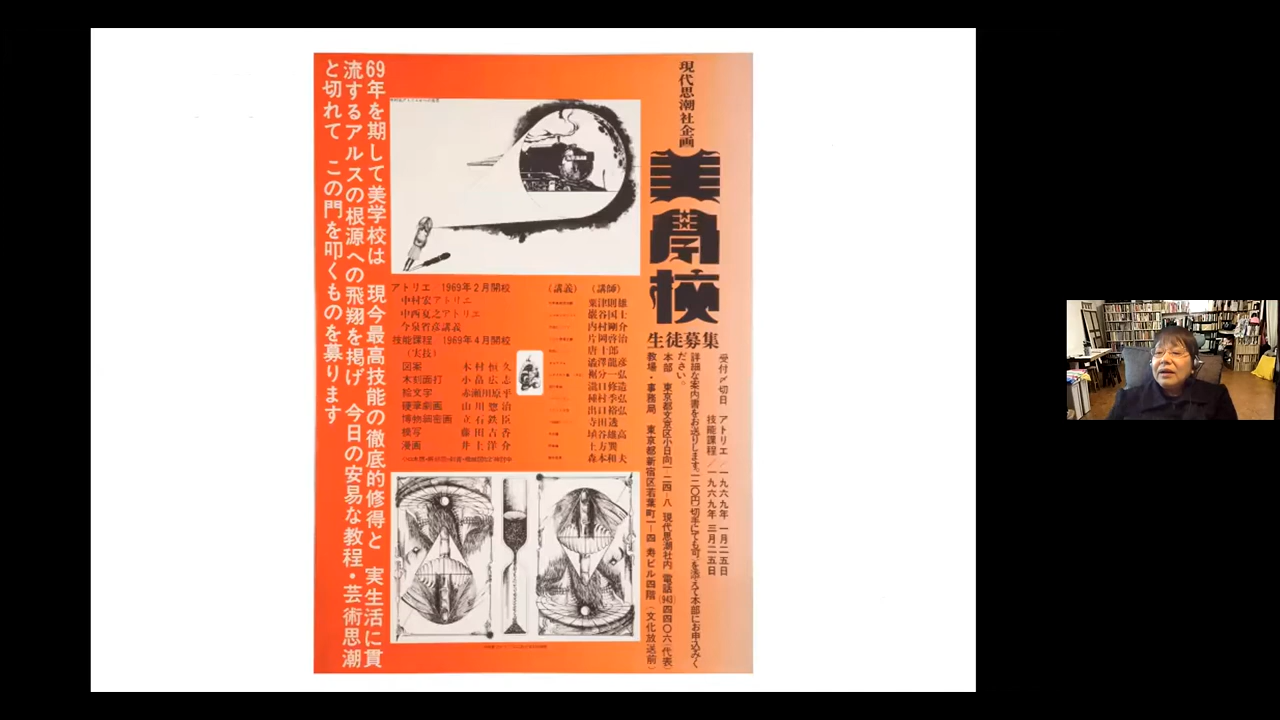 現代思潮社企画
美學校
生徒募集
受付〆切日 アトリエ/一九六九年 一月二五日
技能課程/一九六九年 三月二五日
詳細な案内書をお送りします。一二〇円(切手にても可)を添えて本部にお申込みく
ださい。
本部 東京都文京区小日向一―二四―八 現代思潮社内 電話(943)四四〇六(代表)
教場・事務局 東京都新宿区若葉町一―四 寿ビル四階(文化放送前)
アトリエ 1969年2月開校
中村宏アトリエ
中西夏之アトリエ
今泉省彦講義
技能課程 1969年4月開校
(実技)
図案 木村恒久
木刻面打 小畠広志
絵文字 赤瀬川原平
硬筆劇画 山川惣治
博物細密画 立石鉄臣
模写 藤田吉香
漫画 井上洋介
(講義) (講師)
粟津則雄
巖谷国士
内村剛介
片岡啓治
唐十郎
澁澤龍彦
裾分一弘
瀧口修造
種村季弘
出口裕弘
寺田透
埴谷雄高
土方巽
森本和夫
69年を期して美学校は 現今最高技能の徹底的修得と 実生活に貫
流するアルスの根源への飛翔を掲げ 今日の安易な教程・芸術思潮
と切れて この門を叩くものを募ります